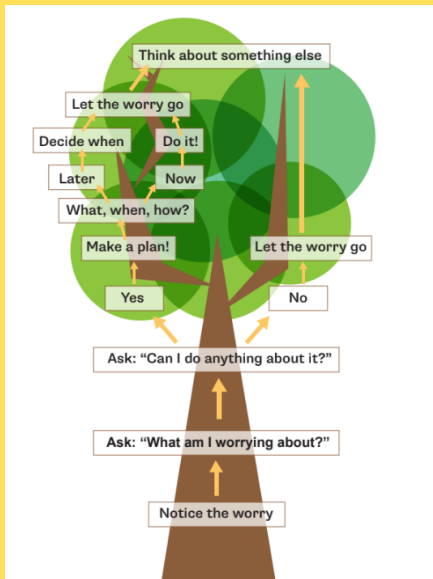 Think about something else
Let the worry go
Decide when
Do it!
Later
Now
What, when, how?
Make a plan!
Let the worry go
Yes
No
Ask: “Can I do anything about it?”
Ask: “What am I worrying about?”
Notice the worry